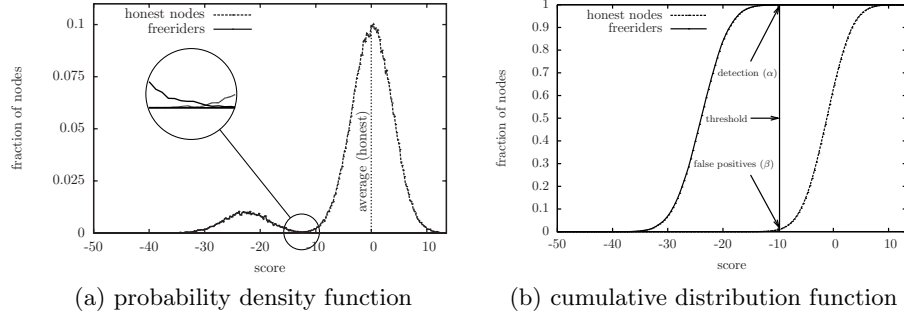 honest nodes
freeriders
0.1
0.075
0.05
0.025
0
fraction of nodes
average (honest)
-50 -40 -30 -20 -10 0 10
score
(a) probability density function
honest nodes
freeriders
1
0.9
0.8
0.7
0.6
0.5
0.4
0.3
0.2
0.1
0
fraction of nodes
detection (α)
threshold
false positives (β)
-50 -40 -30 -20 -10 0 10
score
(b) cumulative distribution function